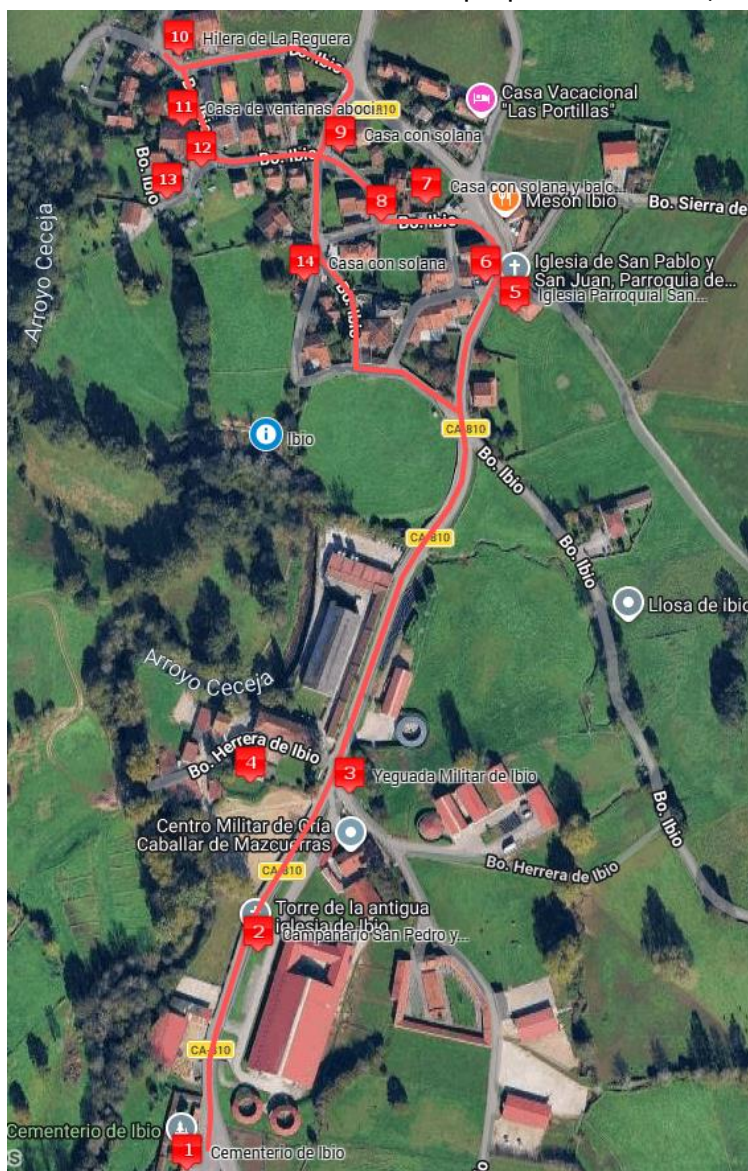 10
Hilera de La Reguera
Bo. Ibio
11
Casa de ventanas aboci...
810
Casa Vacacional
"Las Portillas"
9
Casa con solana
12
Bo. Ibio
Bo. Ibio
13
Bo. Ibio
7
Casa con solana y balc...
8
Mesón Ibio
Bo. Sierra de
Bo. Ibio
Arroyo Ceceja
14
Casa con solana
6
Iglesia de San Pablo y
San Juan, Parroquia de...
5
Iglesia Parroquial San...
Bo. Ibio
Ibio
CA-810
Bo. Ibio
CA-810
Bo. Ibio
Llosa de ibio
Arroyo Ceceja
Bo. Herrera de Ibio
4
3
Yeguada Militar de Ibio
Centro Militar de Cría
Caballar de Mazcuerras
Bo. Ibio
Bo. Herrera de Ibio
CA-810
Torre de la antigua
iglesia de Ibio
2
Campanario San Pedro y...
CA-810
Cementerio de Ibio
1
Cementerio de Ibio